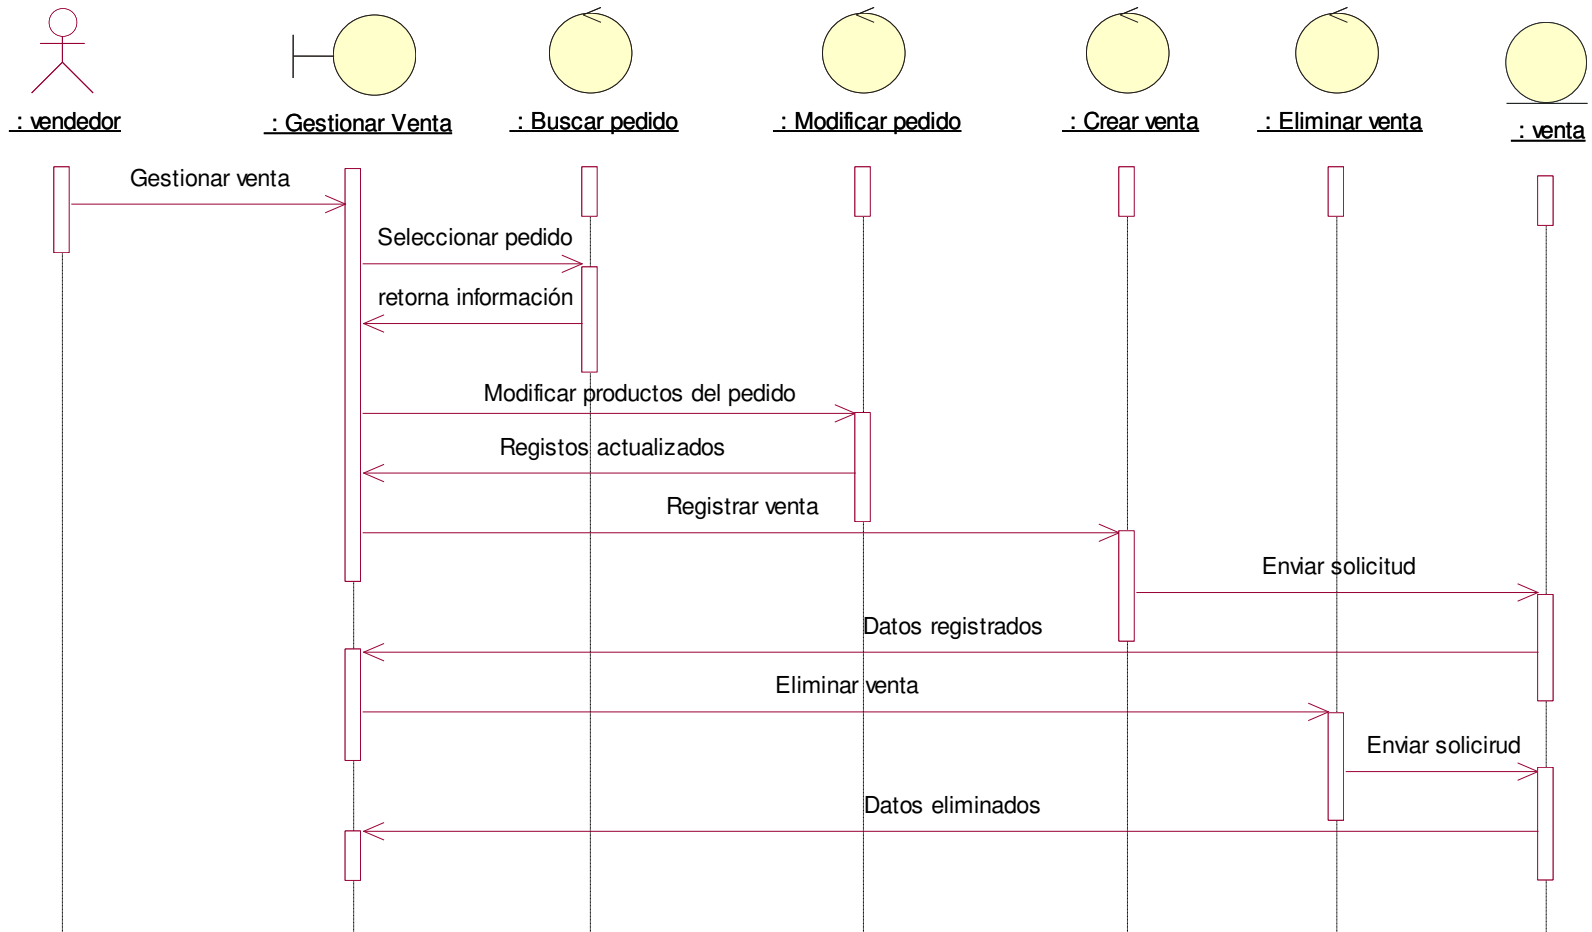 : vendedor
: Gestionar Venta
: Buscar pedido
: Modificar pedido
: Crear venta
: Eliminar venta
: venta
Gestionar venta
Seleccionar pedido
retorna información
Modificar productos del pedido
Registos actualizados
Registrar venta
Enviar solicitud
Datos registrados
Eliminar venta
Enviar solicirud
Datos eliminados